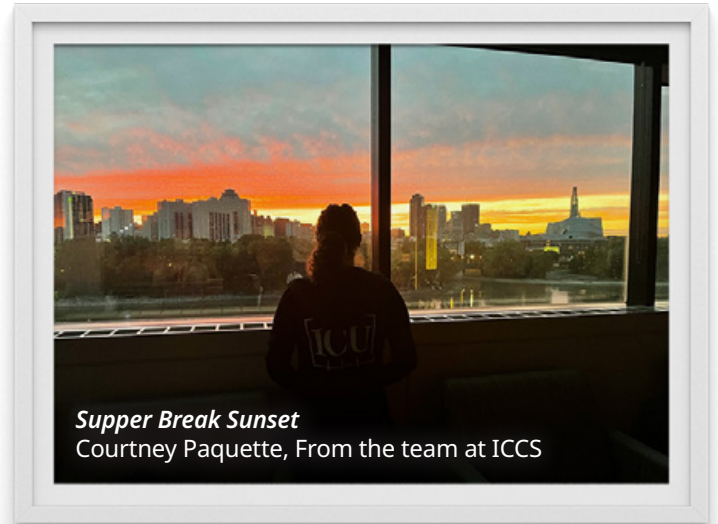 ICU
Supper Break Sunset
Courtney Paquette, From the team at ICCS